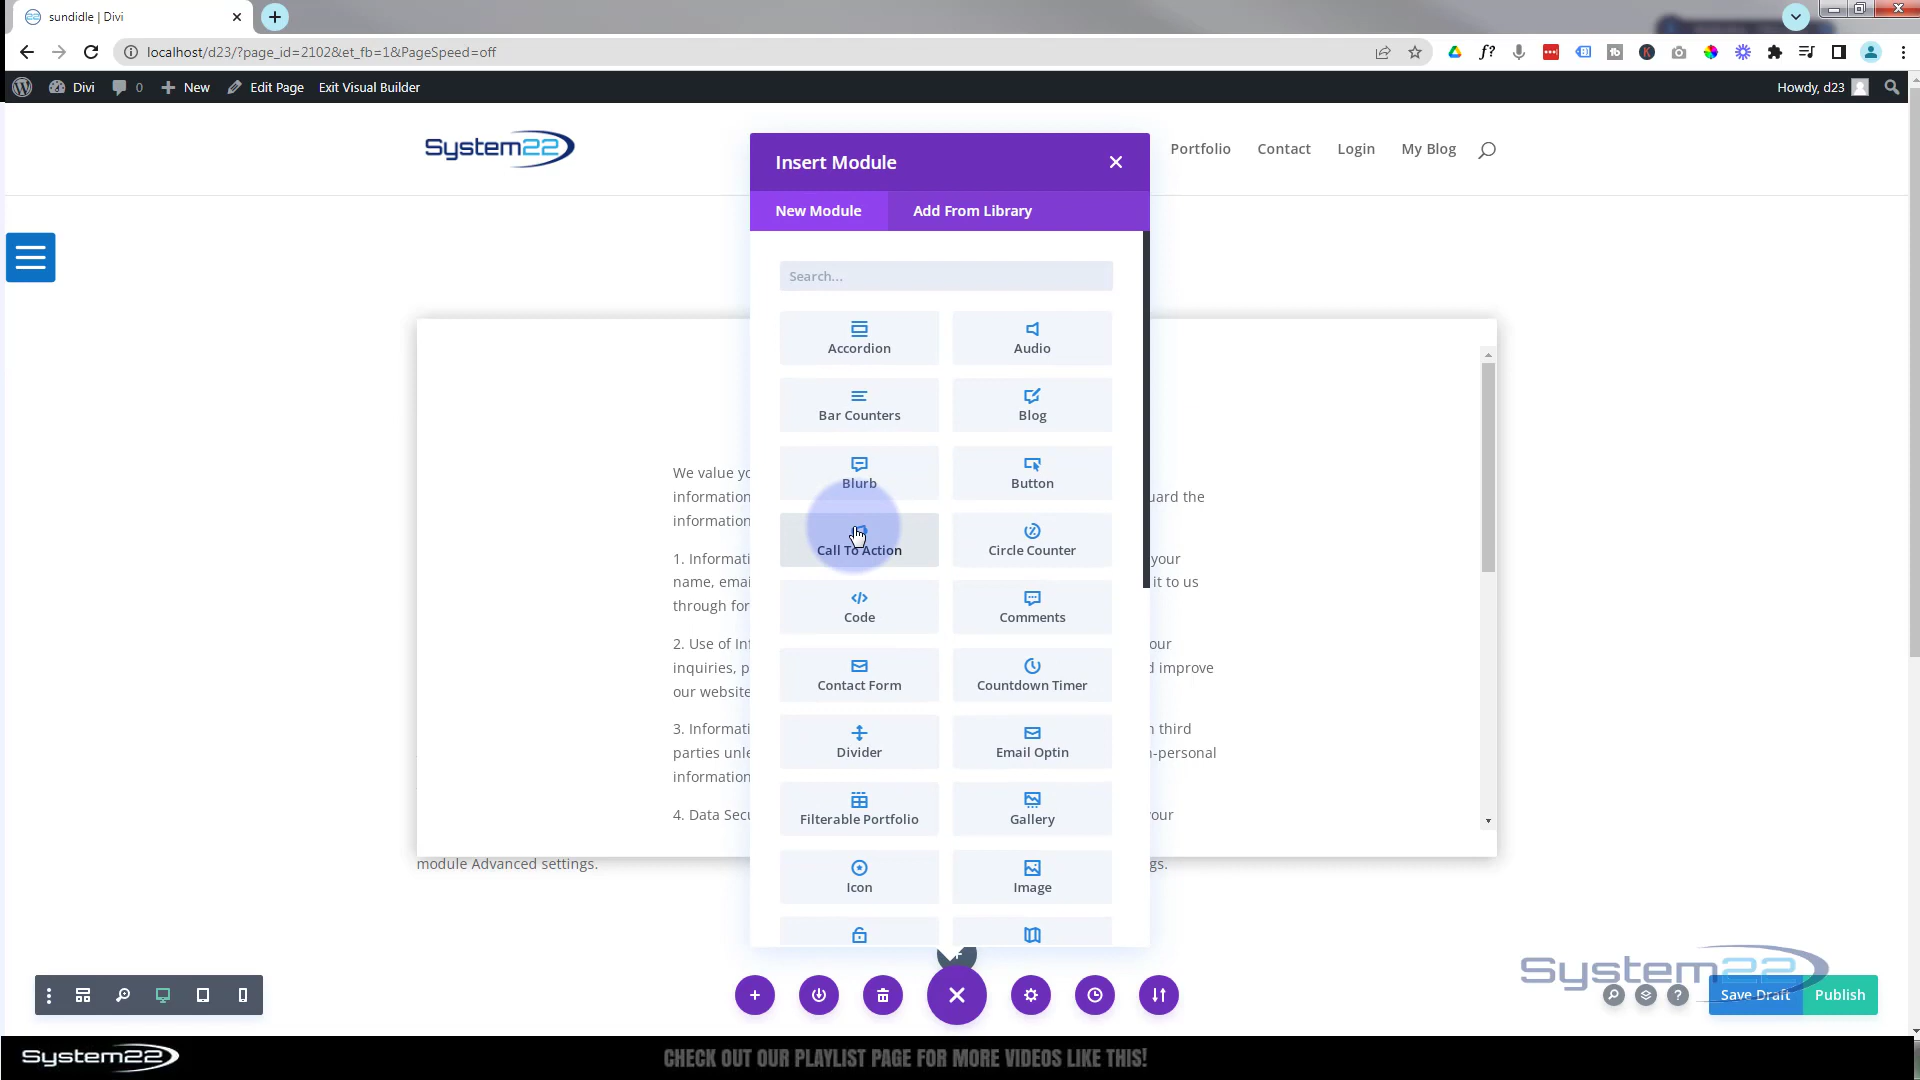 sundidle | Divi
localhost/d23/?page_id=2102&et_fb=1&PageSpeed=off
Divi
0
New
Edit Page
Exit Visual Builder
Howdy, d23
System22
Portfolio
Contact
Login
My Blog
Insert Module
New Module
Add From Library
Search...
Accordion
Audio
Bar Counters
Blog
Blurb
Button
Call To Action
Circle Counter
Code
Comments
Contact Form
Countdown Timer
Divider
Email Optin
Filterable Portfolio
Gallery
Icon
Image
We value yo
information
uard the
information
1. Informati
your
name, emai
it to us
through for
2. Use of Inf
our
inquiries, p
d improve
our website
3. Informati
n third
parties unle
n-personal
information
4. Data Secu
your
module Advanced settings.
gs.
System22
Save Draft
Publish
System22
CHECK OUT OUR PLAYLIST PAGE FOR MORE VIDEOS LIKE THIS!